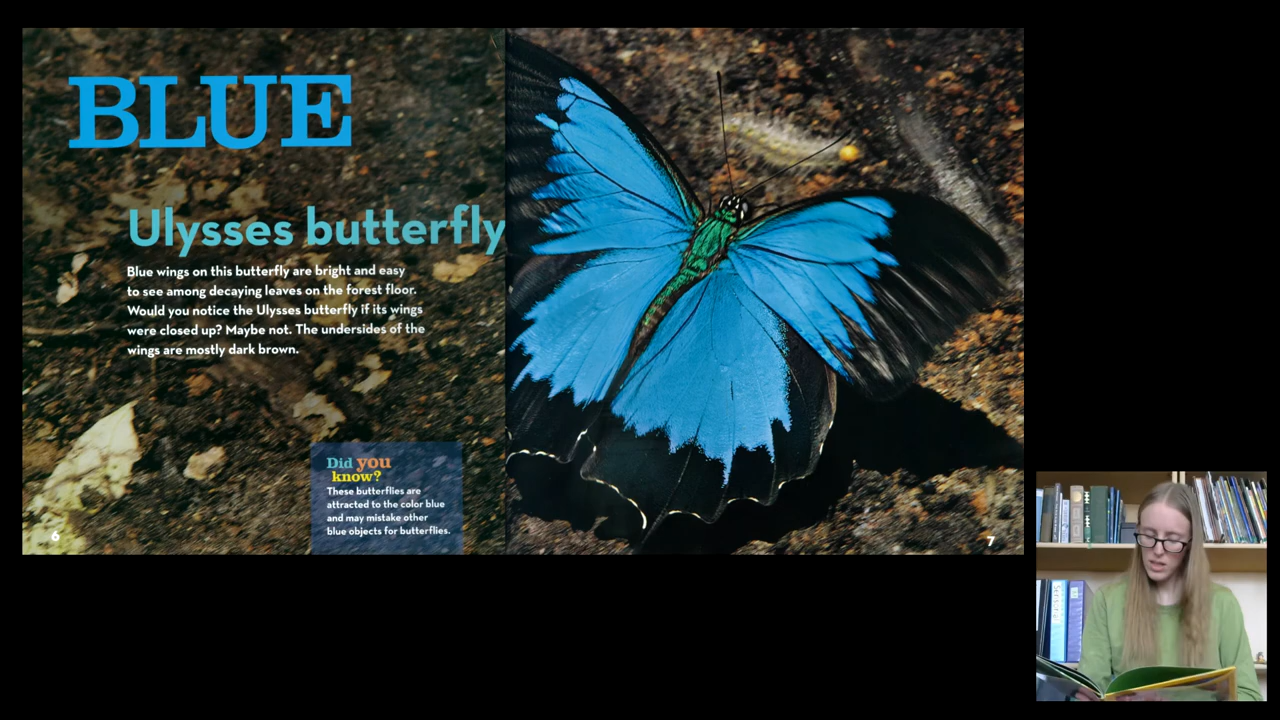 BLUE
Ulysses butterfly
Blue wings on this butterfly are bright and easy
to see among decaying leaves on the forest floor.
Would you notice the Ulysses butterfly if its wings
were closed up? Maybe not. The undersides of the
wings are mostly dark brown.
Did you
know?
These butterflies are
attracted to the color blue
and may mistake other
blue objects for butterflies.
6
7